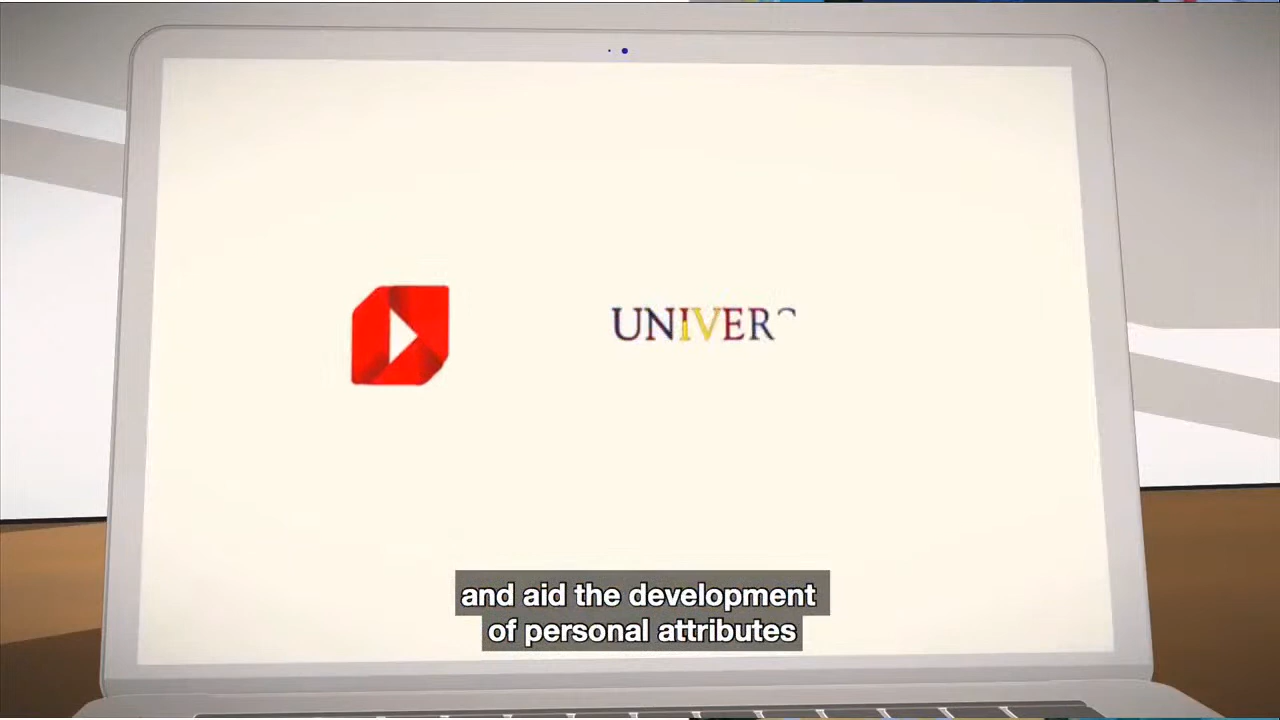 UNIVER
and aid the development
of personal attributes